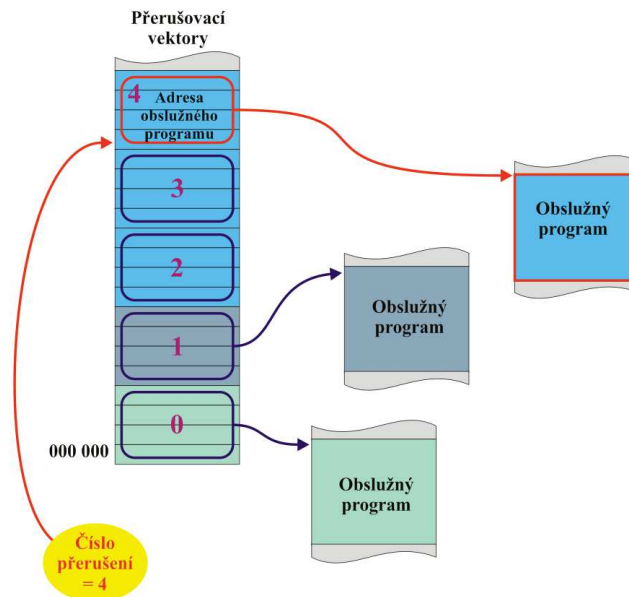 Přerušovací
vektory
4
Adresa
obslužného
programu
3
2
1
0
000 000
Obslužný
program
Obslužný
program
Obslužný
program
Číslo
přerušení
= 4